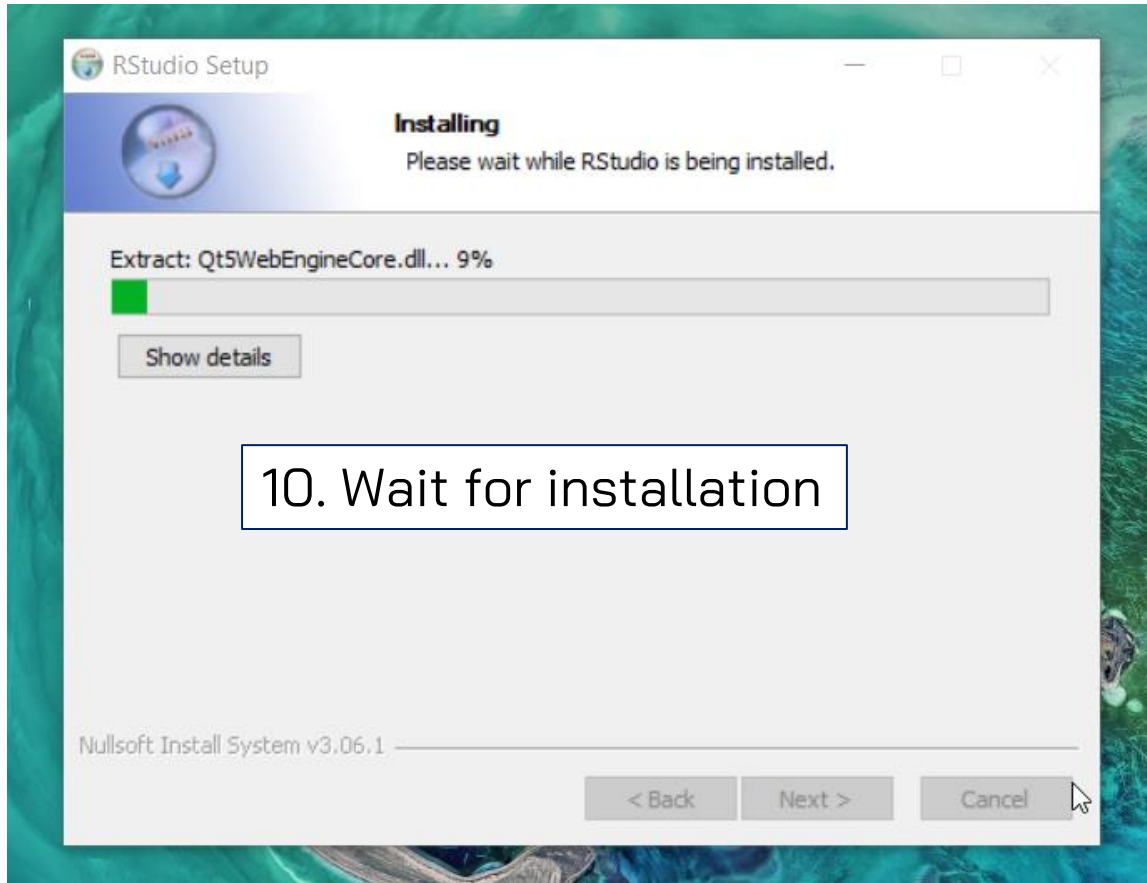 RStudio Setup
Installing
Please wait while RStudio is being installed.
Extract: Qt5WebEngineCore.dll... 9%
Show details
10. Wait for installation
Nullsoft Install System v3.06.1
< Back
Next >
Cancel